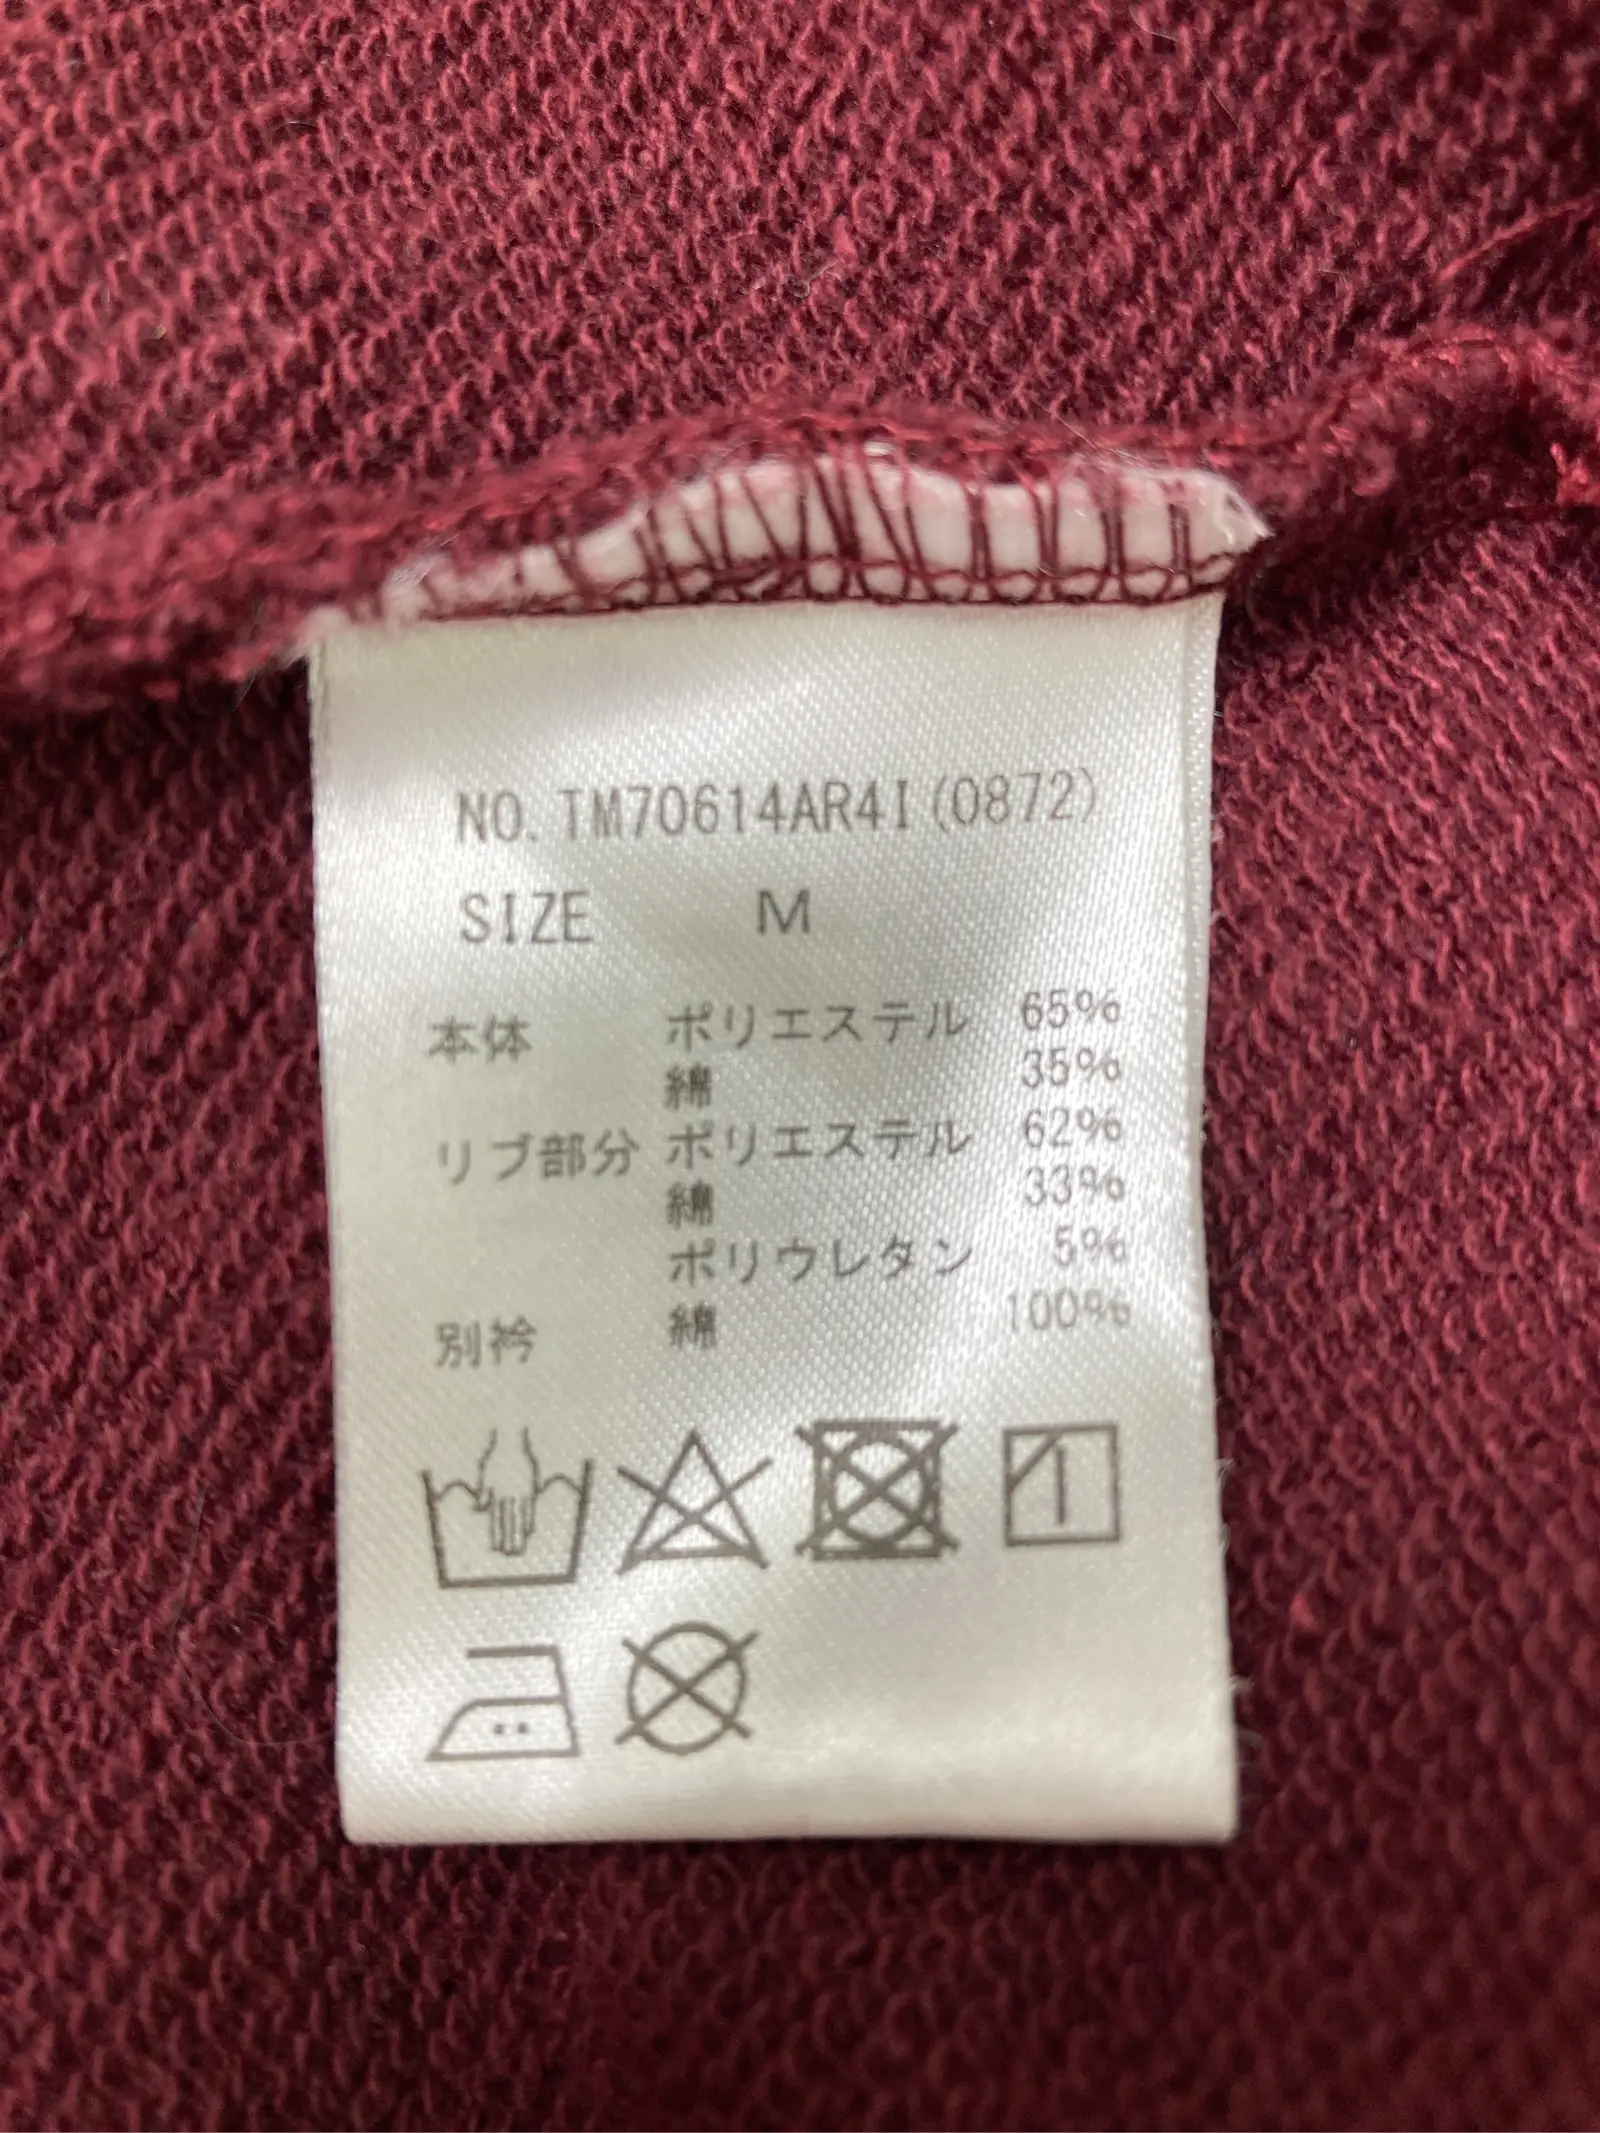 NO. TM70614AR4I(0872)
SIZE M
本体 ポリエステル 65%
綿 35%
リブ部分 ポリエステル 62%
綿 33%
ポリウレタン 5%
別衿 綿 100%